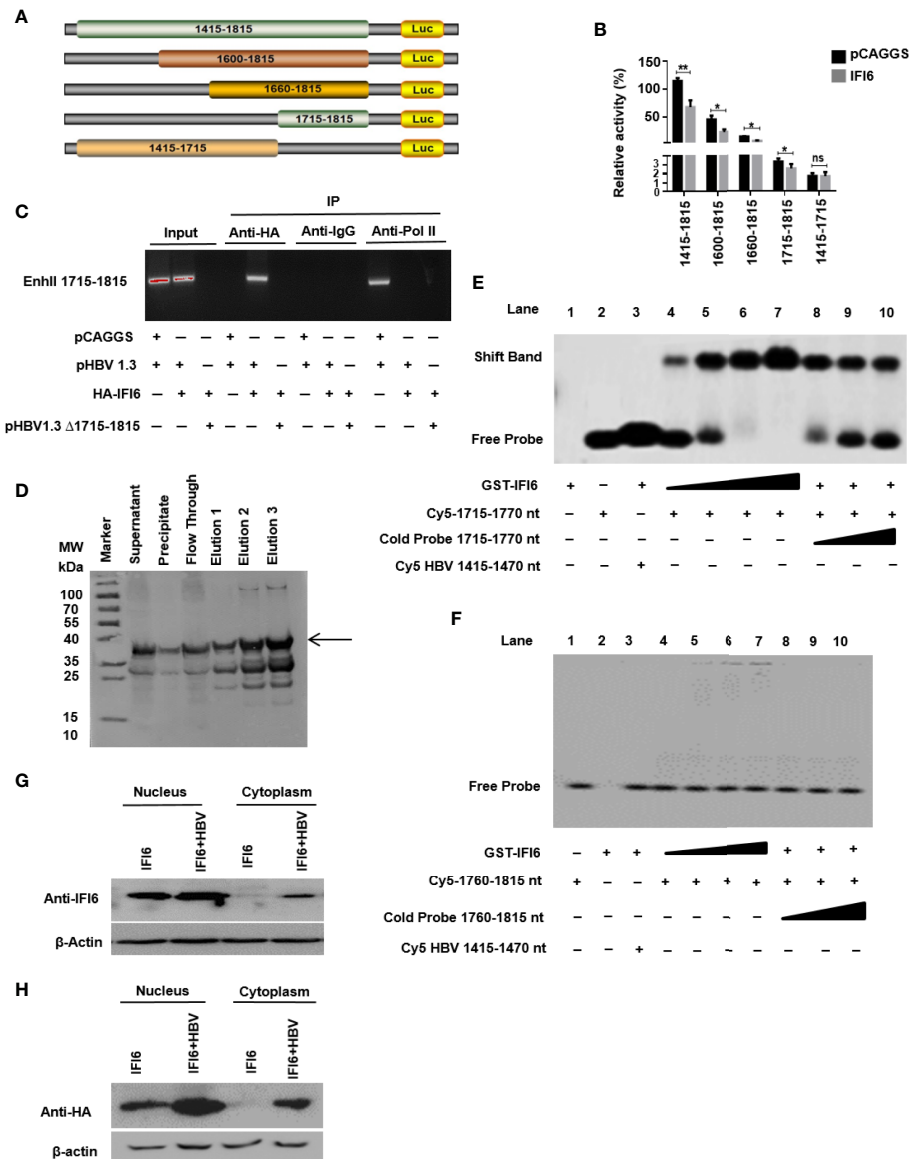 A
1415-1815 Luc
1600-1815 Luc
1660-1815 Luc
1715-1815 Luc
1415-1715 Luc
B
pCAGGS
IFI6
Relative activity (%)
150
100
50
3
2
1
0
** * * * ns
1415-1815
1600-1815
1660-1815
1715-1815
1415-1715
C
IP
Input Anti-HA Anti-IgG Anti-Pol II
EnhII 1715-1815
pCAGGS + – – + – – + – – + – –
pHBV 1.3 + + – + + – + + – + + –
HA-IFI6 – + + – + + – + + – + +
pHBV1.3 Δ1715-1815 – – + – – + – – + – – +
D
MW
kDa
Marker
Supernatant
Precipitate
Flow Through
Elution 1
Elution 2
Elution 3
100
70
55
40
35
25
15
10
E
Lane 1 2 3 4 5 6 7 8 9 10
Shift Band
Free Probe
GST-IFI6 + – + + + +
Cy5-1715-1770 nt – + – + + + + + + +
Cold Probe 1715-1770 nt – – – – – – –
Cy5 HBV 1415-1470 nt – – + – – – – – – –
F
Lane 1 2 3 4 5 6 7 8 9 10
Free Probe
GST-IFI6 – + + + + +
Cy5-1760-1815 nt + – – + + + + + + +
Cold Probe 1760-1815 nt – – – – – – –
Cy5 HBV 1415-1470 nt – – + – – – – – – –
G
Nucleus Cytoplasm
IFI6
IFI6+HBV
IFI6
IFI6+HBV
Anti-IFI6
β-Actin
H
Nucleus Cytoplasm
IFI6
IFI6+HBV
IFI6
IFI6+HBV
Anti-HA
β-actin